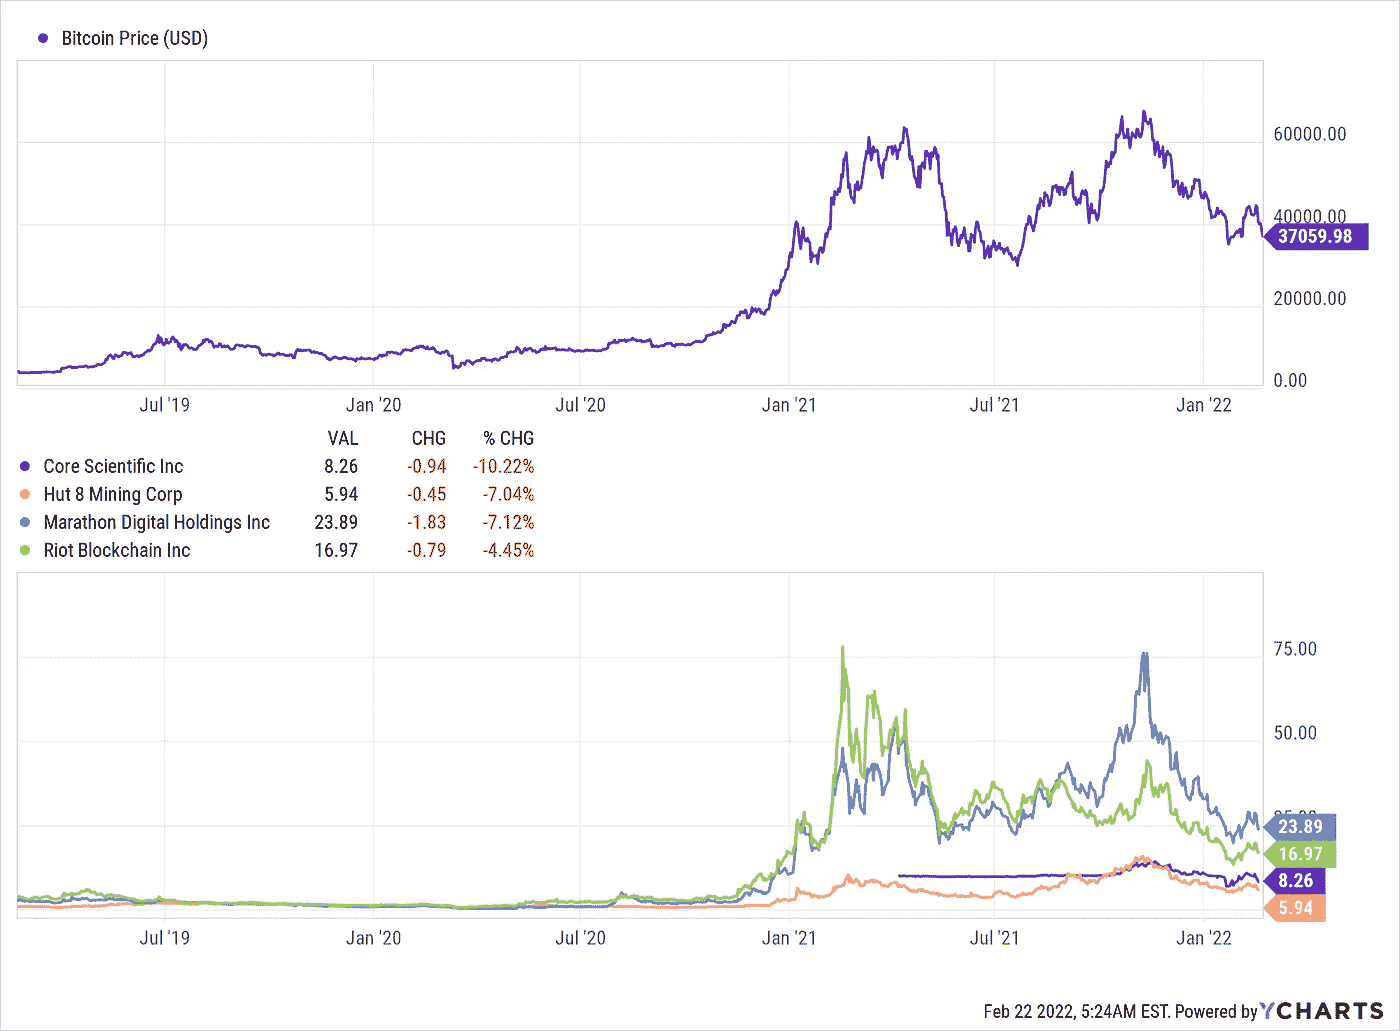 Bitcoin Price (USD)
60000.00
40000.00
37059.98
20000.00
0.00
Jul '19 Jan '20 Jul '20 Jan '21 Jul '21 Jan '22
VAL CHG % CHG
Core Scientific Inc 8.26 -0.94 -10.22%
Hut 8 Mining Corp 5.94 -0.45 -7.04%
Marathon Digital Holdings Inc 23.89 -1.83 -7.12%
Riot Blockchain Inc 16.97 -0.79 -4.45%
75.00
50.00
23.89
16.97
8.26
5.94
Jul '19 Jan '20 Jul '20 Jan '21 Jul '21 Jan '22
Feb 22 2022, 5:24AM EST. Powered by YCHARTS